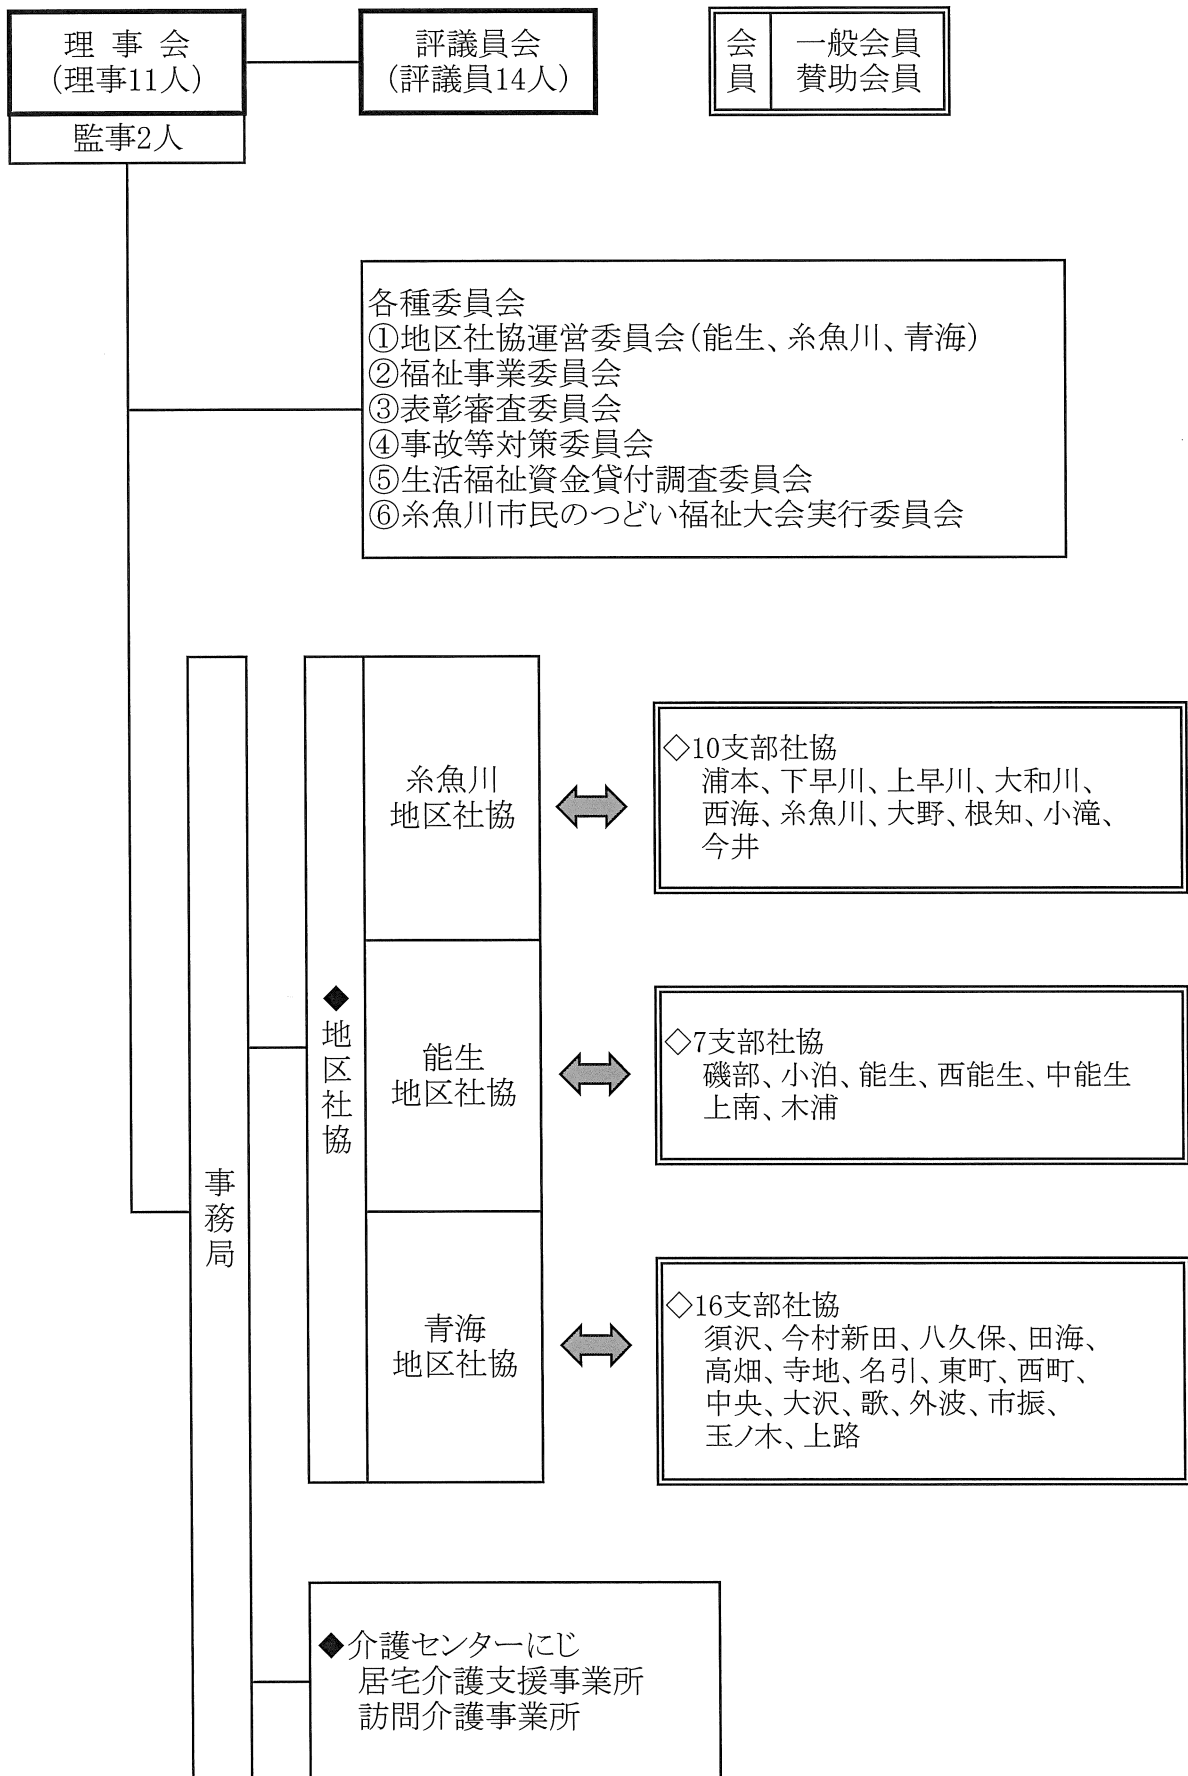 理 事 会
(理事11人)
監事2人
評議員会
(評議員14人)
会員
一般会員
賛助会員
各種委員会
①地区社協運営委員会(能生、糸魚川、青海)
②福祉事業委員会
③表彰審査委員会
④事故等対策委員会
⑤生活福祉資金貸付調査委員会
⑥糸魚川市民のつどい福祉大会実行委員会
事務局
◆地区社協
糸魚川
地区社協
◇10支部社協
浦本、下早川、上早川、大和川、
西海、糸魚川、大野、根知、小滝、
今井
能生
地区社協
◇7支部社協
磯部、小泊、能生、西能生、中能生
上南、木浦
青海
地区社協
◇16支部社協
須沢、今村新田、八久保、田海、
高畑、寺地、名引、東町、西町、
中央、大沢、歌、外波、市振、
玉ノ木、上路
◆介護センターにじ
居宅介護支援事業所
訪問介護事業所